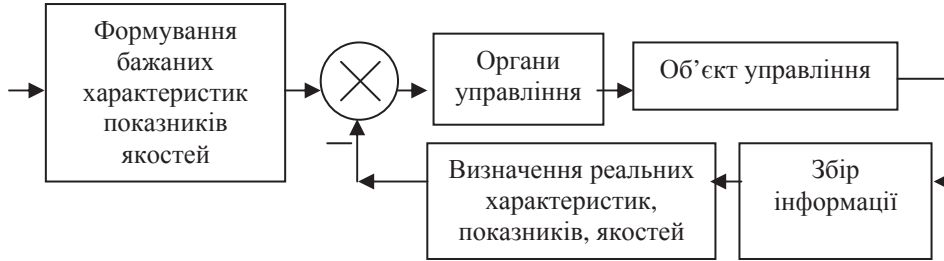 Формування
бажаних
характеристик
показників
якостей
Органи
управління
Об’єкт управління
Визначення реальних
характеристик,
показників, якостей
Збір
інформації